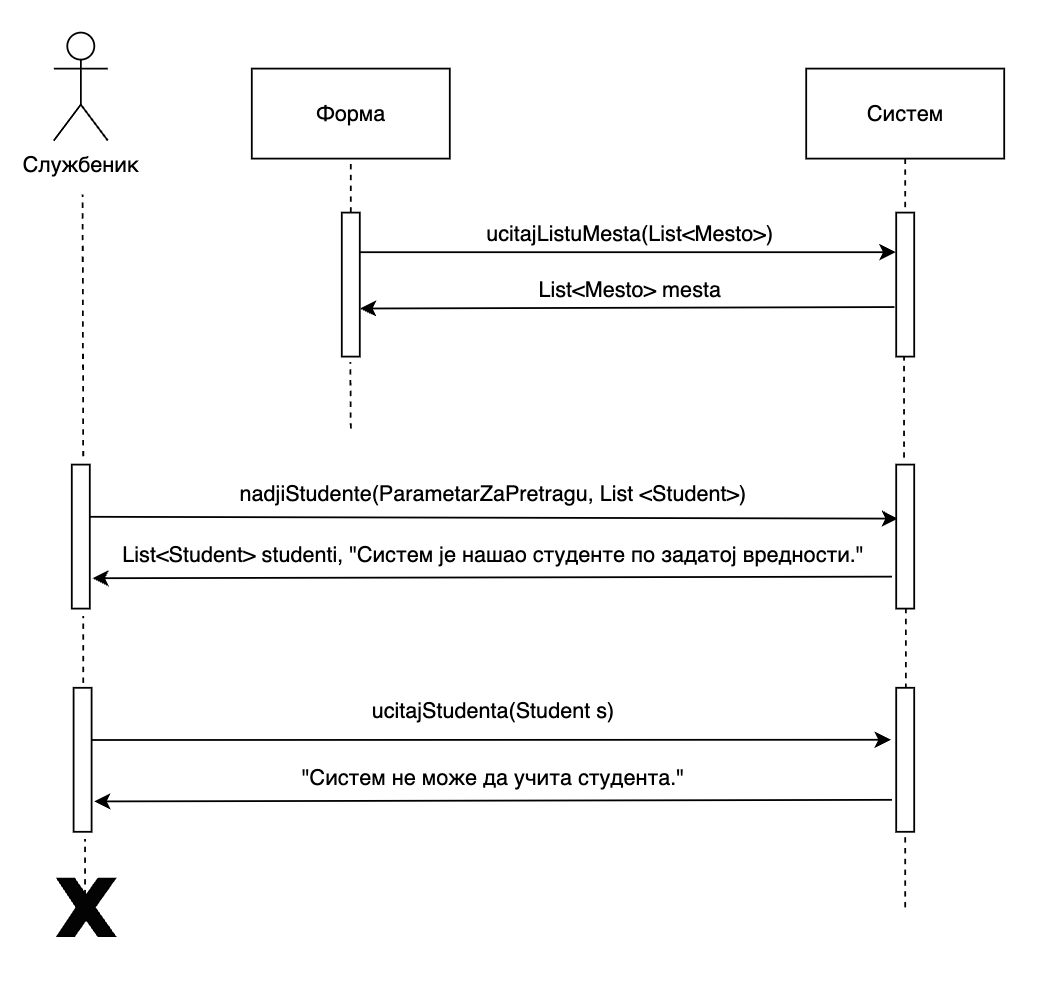 Форма
Систем
Службеник
ucitajListuMesta(List<Mesto>)
List<Mesto> mesta
nadjiStudente(ParametarZaPretragu, List <Student>)
List<Student> studenti, "Систем је нашао студенте по задатој вредности."
ucitajStudenta(Student s)
"Систем не може да учита студента."